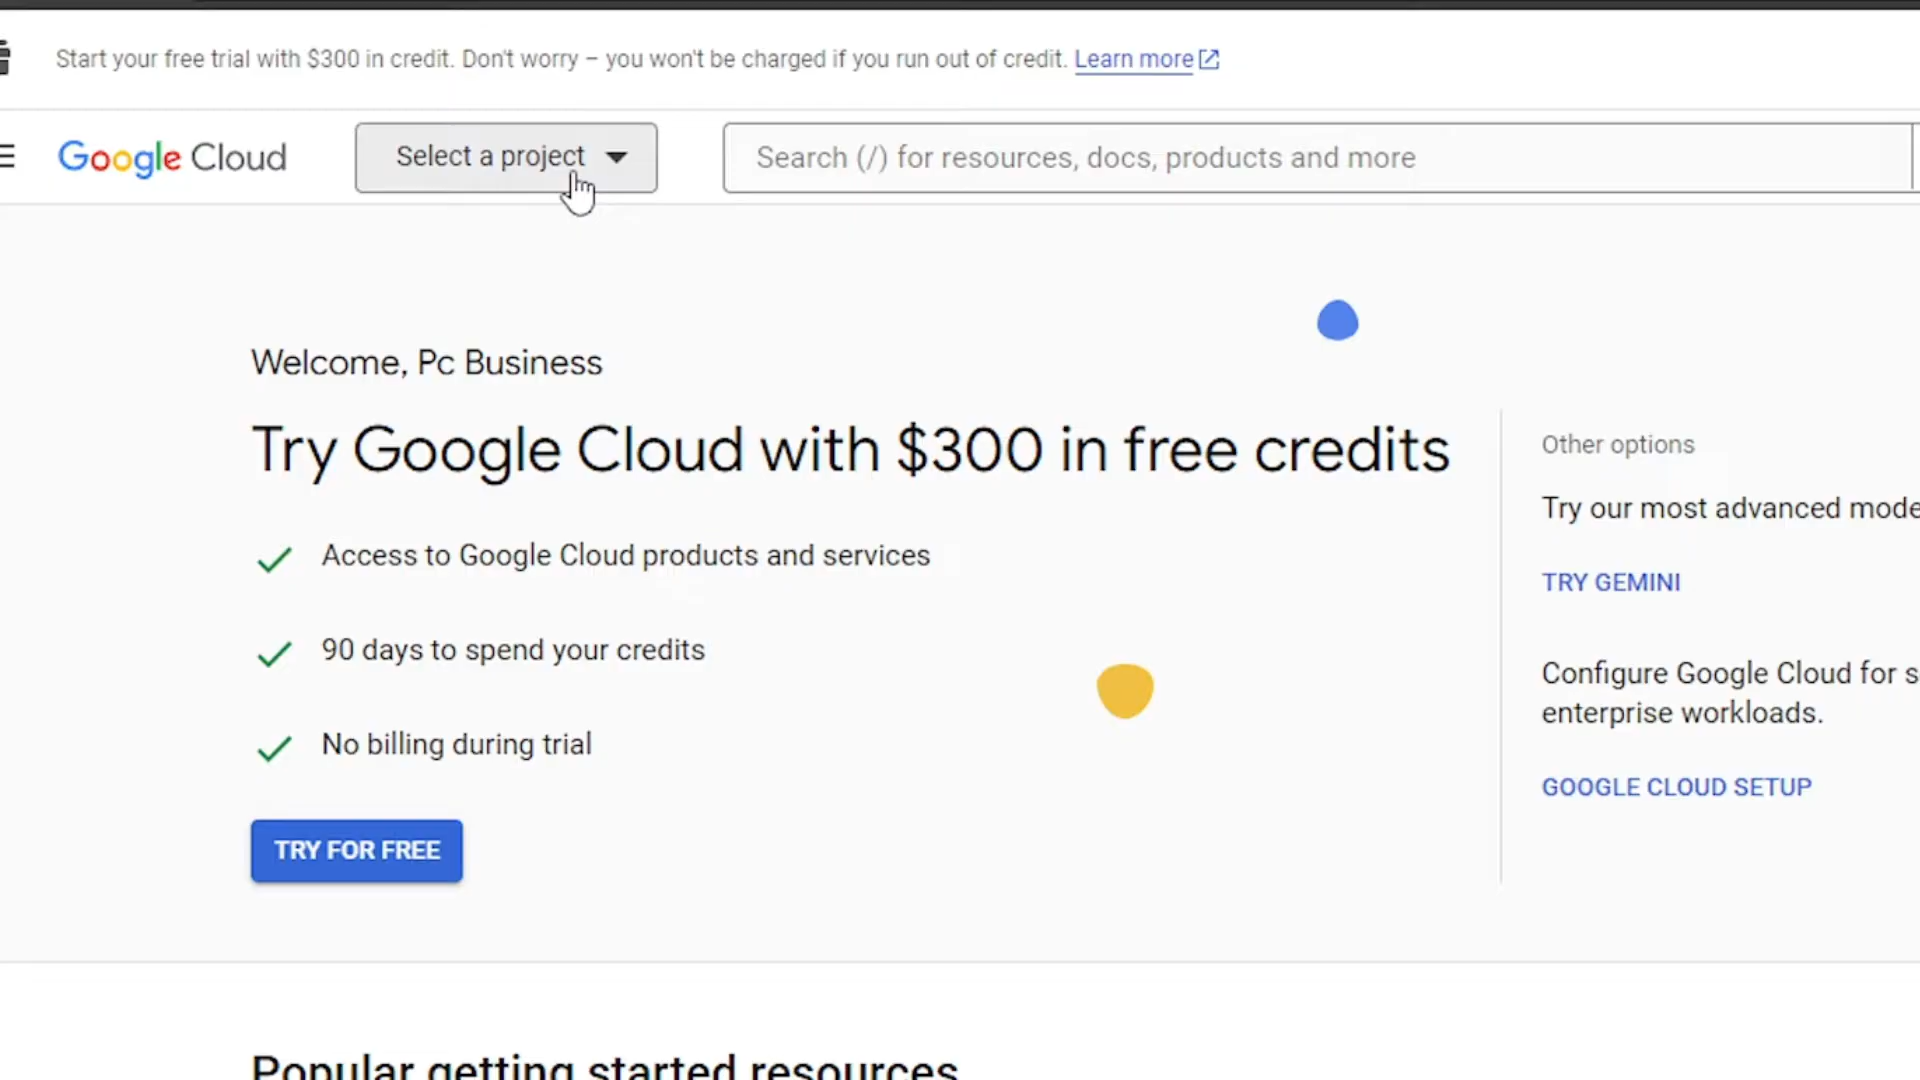 Start your free trial with $300 in credit. Don't worry – you won't be charged if you run out of credit. Learn more
Google Cloud
Select a project
Search (/) for resources, docs, products and more
Welcome, Pc Business
Try Google Cloud with $300 in free credits
Access to Google Cloud products and services
90 days to spend your credits
No billing during trial
TRY FOR FREE
Other options
Try our most advanced mode
TRY GEMINI
Configure Google Cloud for s
enterprise workloads.
GOOGLE CLOUD SETUP
Popular getting started resources